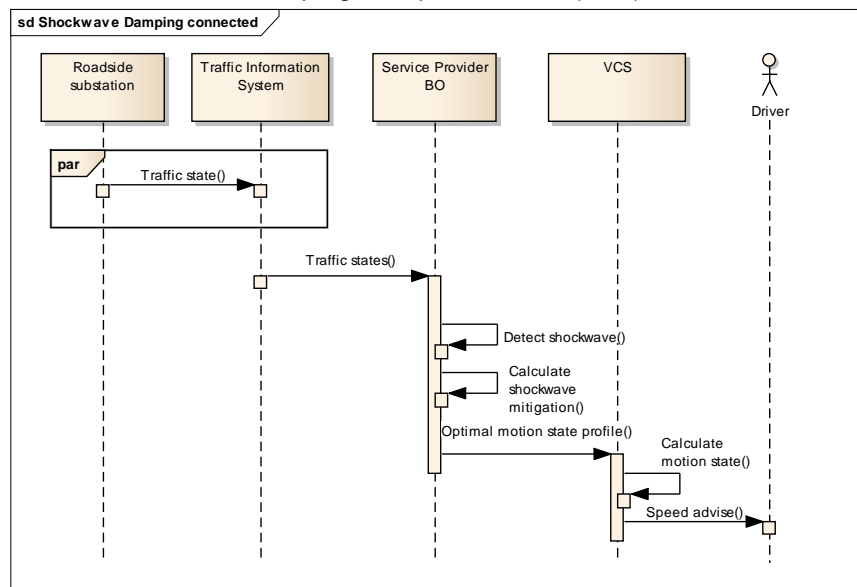 sd Shockwave Damping connected
Roadside
substation
Traffic Information
System
Service Provider
BO
VCS
Driver
par
Traffic state()
Traffic states()
Detect shockwave()
Calculate
shockwave
mitigation()
Optimal motion state profile()
Calculate
motion state()
Speed advise()